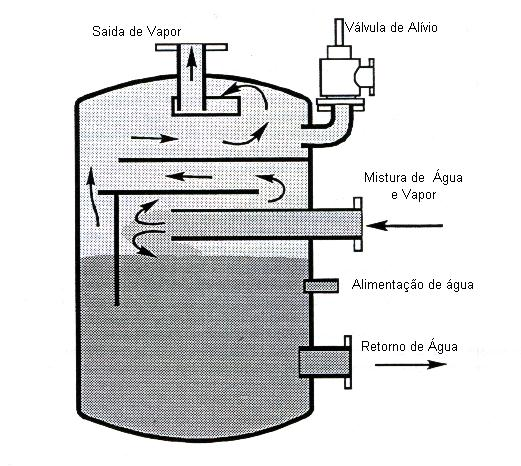 Saida de Vapor
Válvula de Alívio
Mistura de Água
e Vapor
Alimentação de água
Retorno de Água